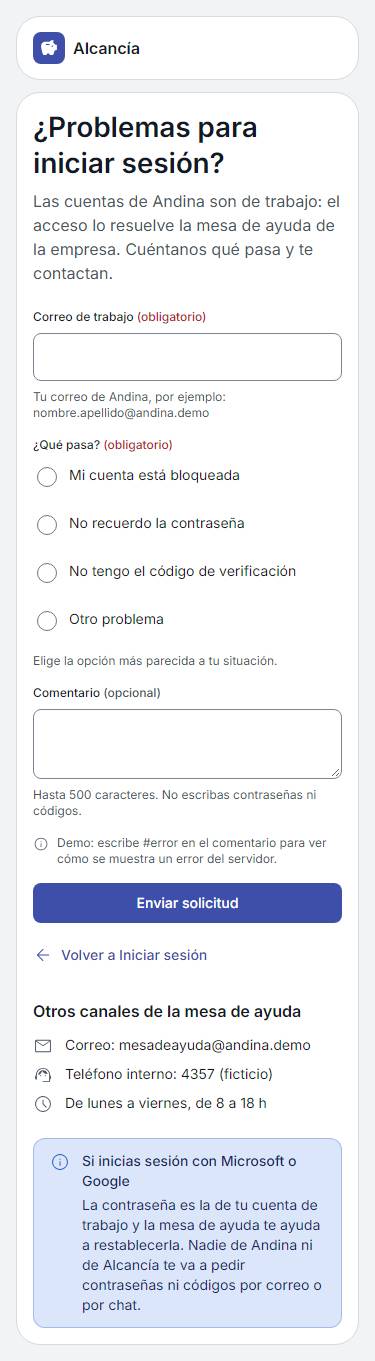 Alcancía
¿Problemas para
iniciar sesión?
Las cuentas de Andina son de trabajo: el
acceso lo resuelve la mesa de ayuda de
la empresa. Cuéntanos qué pasa y te
contactan.
Correo de trabajo (obligatorio)
Tu correo de Andina, por ejemplo:
nombre.apellido@andina.demo
¿Qué pasa? (obligatorio)
Mi cuenta está bloqueada
No recuerdo la contraseña
No tengo el código de verificación
Otro problema
Elige la opción más parecida a tu situación.
Comentario (opcional)
Hasta 500 caracteres. No escribas contraseñas ni
códigos.
Demo: escribe #error en el comentario para ver
cómo se muestra un error del servidor.
Enviar solicitud
Volver a Iniciar sesión
Otros canales de la mesa de ayuda
Correo: mesadeayuda@andina.demo
Teléfono interno: 4357 (ficticio)
De lunes a viernes, de 8 a 18 h
Si inicias sesión con Microsoft o
Google
La contraseña es la de tu cuenta de
trabajo y la mesa de ayuda te ayuda
a restablecerla. Nadie de Andina ni
de Alcancía te va a pedir
contraseñas ni códigos por correo o
por chat.